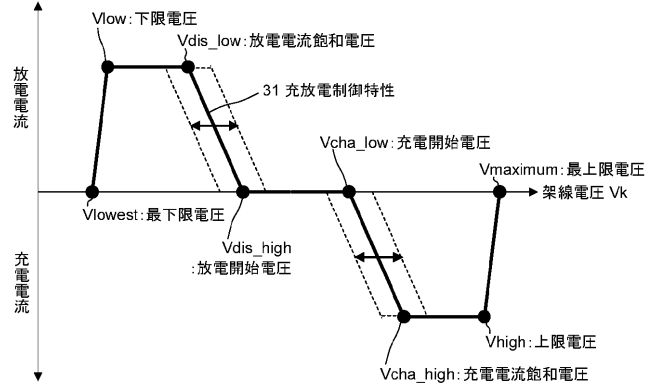 Vlow：下限電圧
Vdis_low：放電電流飽和電圧
放電電流
31 充放電制御特性
Vcha_low：充電開始電圧
Vmaximum：最上限電圧
架線電圧 Vk
Vlowest：最下限電圧
Vdis_high
：放電開始電圧
充電電流
Vhigh：上限電圧
Vcha_high：充電電流飽和電圧